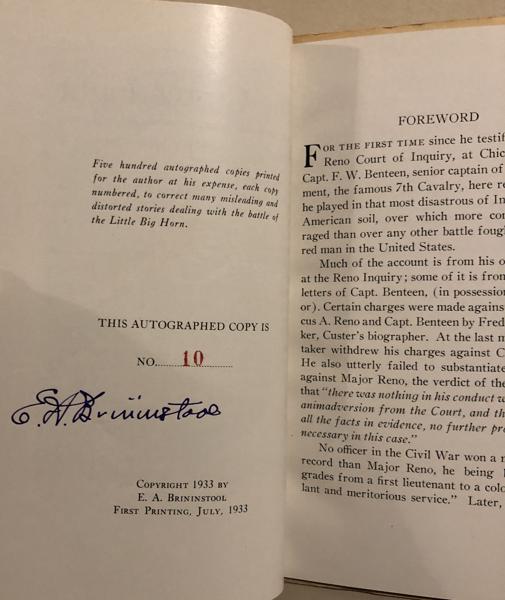 Five hundred autographed copies printed
for the author at his expense, each copy
numbered, to correct many misleading and
distorted stories dealing with the battle of
the Little Big Horn.
THIS AUTOGRAPHED COPY IS
NO. 10
E. A. Brininstool
COPYRIGHT 1933 BY
E. A. BRININSTOOL
FIRST PRINTING, JULY, 1933
FOREWORD
FOR THE FIRST TIME since he testif
Reno Court of Inquiry, at Chic
Capt. F. W. Benteen, senior captain of
ment, the famous 7th Cavalry, here re
he played in that most disastrous of In
American soil, over which more con
raged than over any other battle foug
red man in the United States.
Much of the account is from his o
at the Reno Inquiry; some of it is from
letters of Capt. Benteen, (in possession
or). Certain charges were made against
cus A. Reno and Capt. Benteen by Fred
ker, Custer's biographer. At the last m
taker withdrew his charges against C
He also utterly failed to substantiate
against Major Reno, the verdict of the
that "there was nothing in his conduct w
animadversion from the Court, and th
all the facts in evidence, no further pro
necessary in this case."
No officer in the Civil War won a m
record than Major Reno, he being
grades from a first lieutenant to a colo
lant and meritorious service." Later,